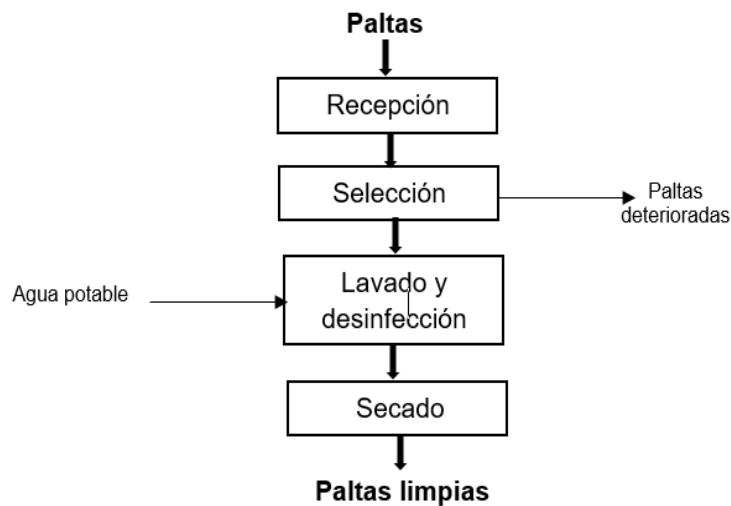 Paltas
Recepción
Selección
Paltas
deterioradas
Lavado y
desinfección
Agua potable
Secado
Paltas limpias